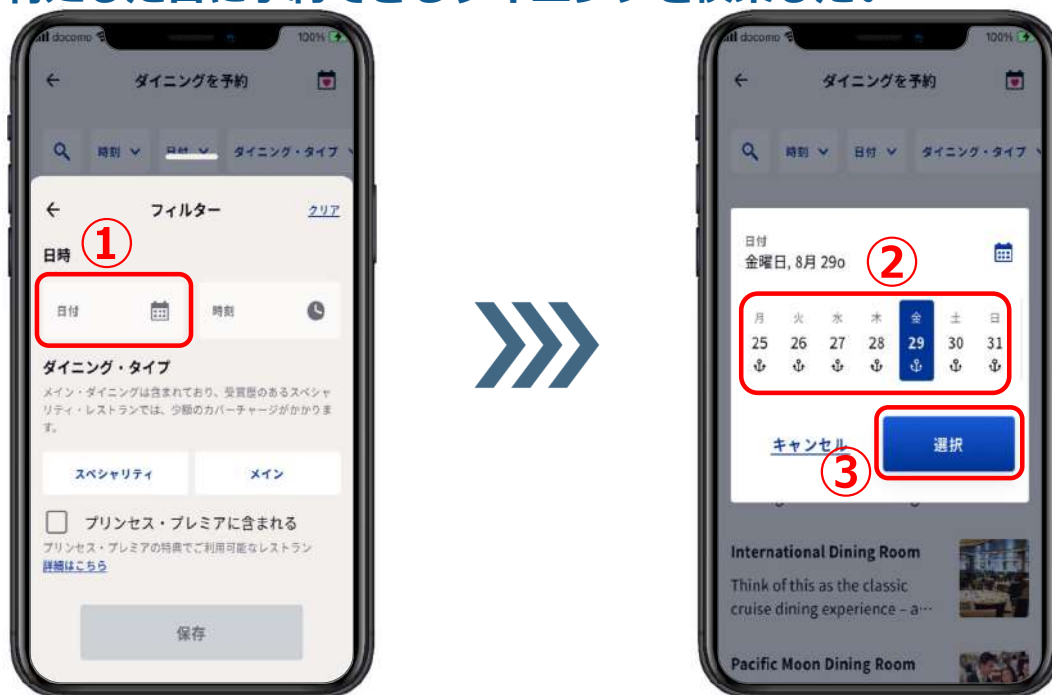 docomo
100%
ダイニングを予約
時刻
日付
ダイニング・タイプ
フィルター
クリア
①
日時
日付
時刻
ダイニング・タイプ
メイン・ダイニングは含まれており、受賞歴のあるスペシャ
リティ・レストランでは、少額のカバーチャージがかかりま
す。
スペシャリティ
メイン
プリンセス・プレミアに含まれる
プリンセス・プレミアの特典でご利用可能なレストラン
詳細はこちら
保存
docomo
100%
ダイニングを予約
時刻
日付
ダイニング・タイプ
日付
金曜日, 8月 29o
②
月 火 水 木 金 土 日
25 26 27 28 29 30 31
キャンセル
選択
③
International Dining Room
Think of this as the classic
cruise dining experience – a…
Pacific Moon Dining Room